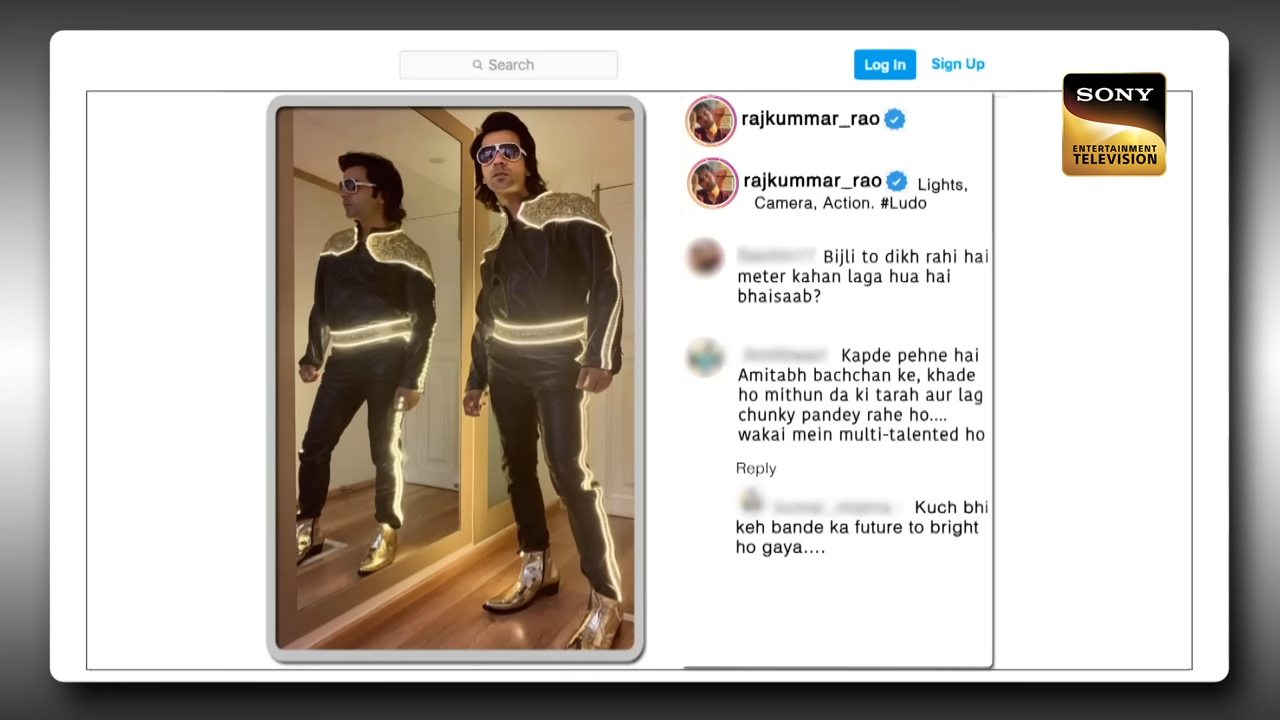 Search
Log In
Sign Up
SONY
ENTERTAINMENT
TELEVISION
rajkummar_rao
rajkummar_rao Lights,
Camera, Action. #Ludo
Bijli to dikh rahi hai
meter kahan laga hua hai
bhaisaab?
Kapde pehne hai
Amitabh bachchan ke, khade
ho mithun da ki tarah aur lag
chunky pandey rahe ho....
wakai mein multi-talented ho
Reply
Kuch bhi
keh bande ka future to bright
ho gaya....